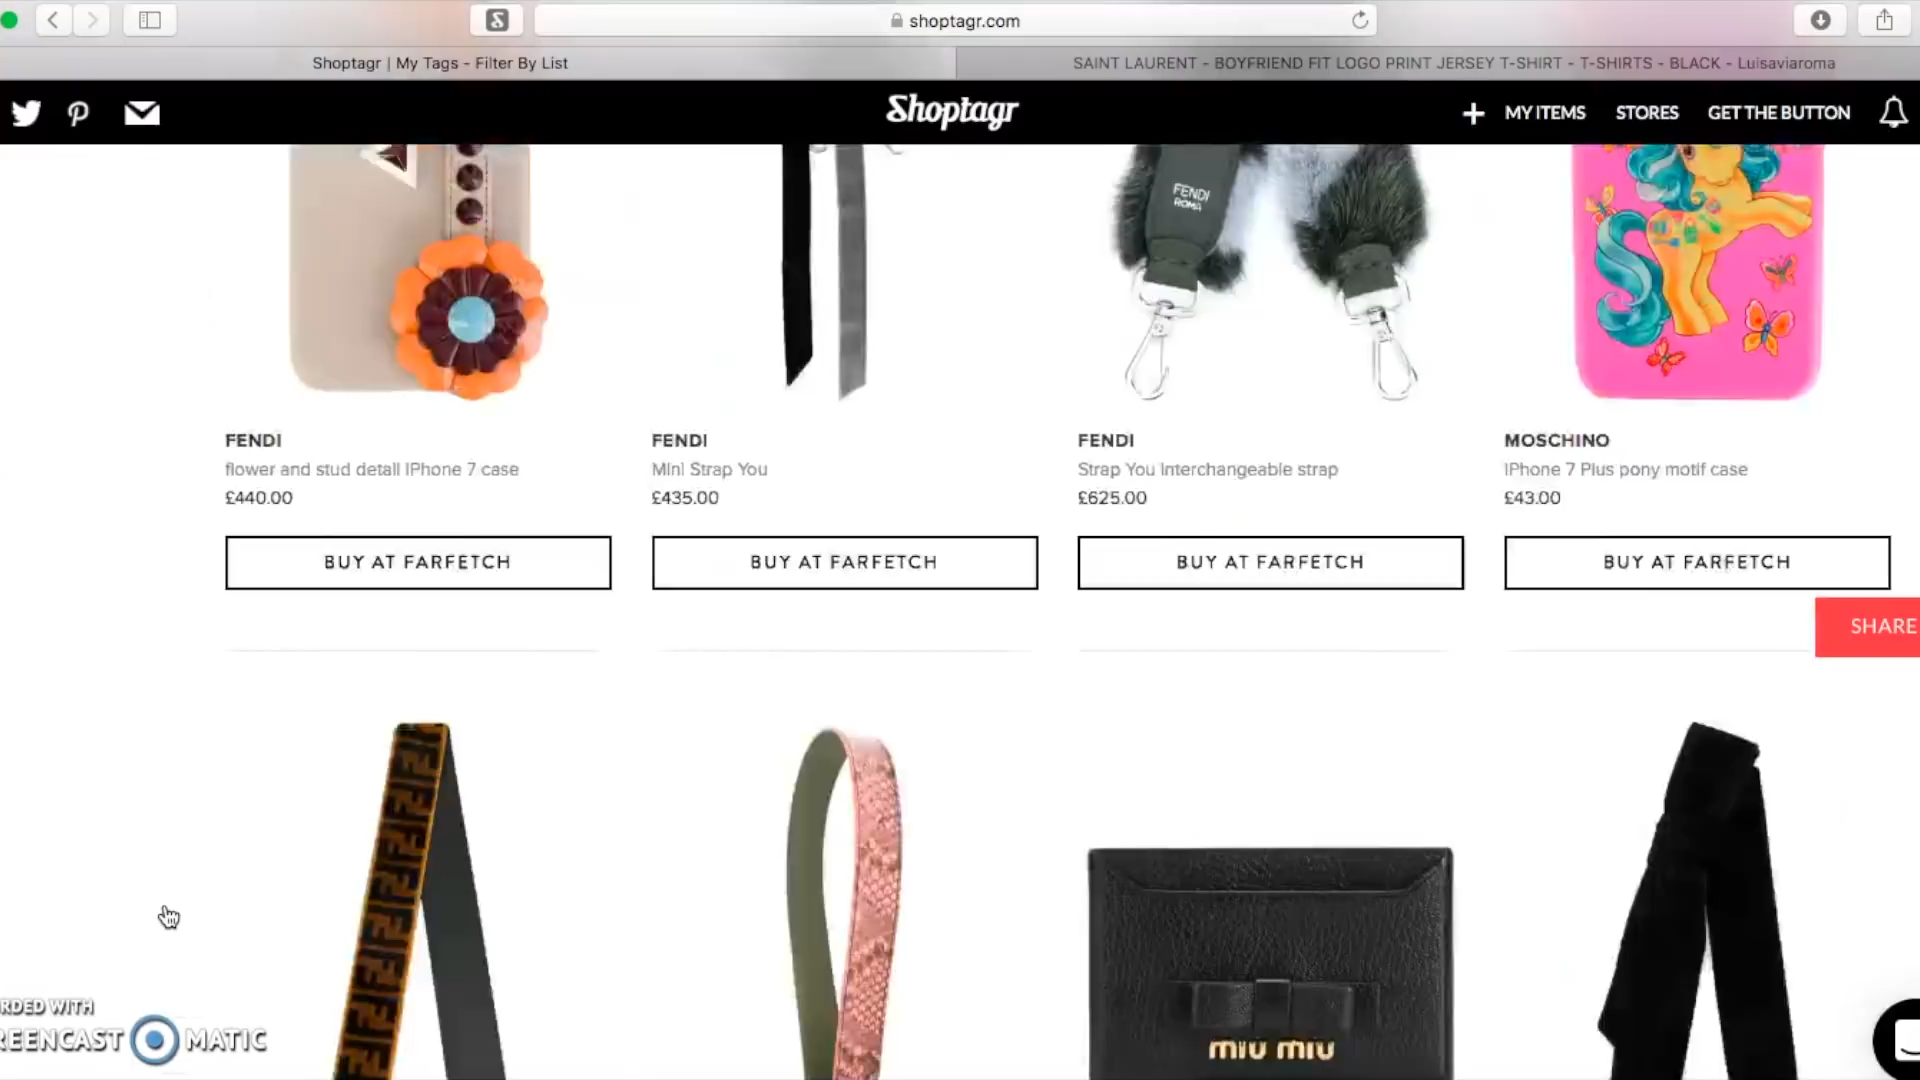 shoptagr.com
Shoptagr | My Tags - Filter By List
SAINT LAURENT - BOYFRIEND FIT LOGO PRINT JERSEY T-SHIRT - T-SHIRTS - BLACK - Luisaviaroma
Shoptagr
MY ITEMS STORES GET THE BUTTON
FENDI
ROMA
FENDI
flower and stud detail iPhone 7 case
£440.00
BUY AT FARFETCH
FENDI
Mini Strap You
£435.00
BUY AT FARFETCH
FENDI
Strap You interchangeable strap
£625.00
BUY AT FARFETCH
MOSCHINO
iPhone 7 Plus pony motif case
£43.00
BUY AT FARFETCH
SHARE
miu miu
RDED WITH
REENCAST MATIC